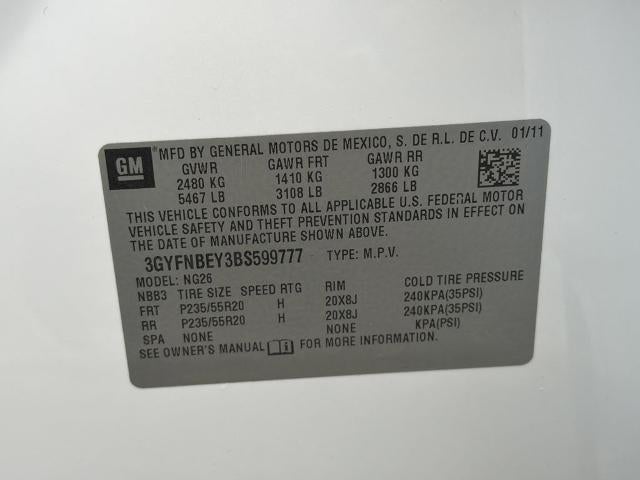 GM
*MFD BY GENERAL MOTORS DE MEXICO, S. DE R.L. DE C.V. 01/11
GVWR GAWR FRT GAWR RR
2480 KG 1410 KG 1300 KG
5467 LB 3108 LB 2866 LB
THIS VEHICLE CONFORMS TO ALL APPLICABLE U.S. FEDERAL MOTOR
VEHICLE SAFETY AND THEFT PREVENTION STANDARDS IN EFFECT ON
THE DATE OF MANUFACTURE SHOWN ABOVE.
3GYFNBEY3BS599777 TYPE: M.P.V.
MODEL: NG26
NBB3 TIRE SIZE SPEED RTG RIM COLD TIRE PRESSURE
FRT P235/55R20 H 20X8J 240KPA(35PSI)
RR P235/55R20 H 20X8J 240KPA(35PSI)
SPA NONE NONE KPA(PSI)
SEE OWNER'S MANUAL i FOR MORE INFORMATION.